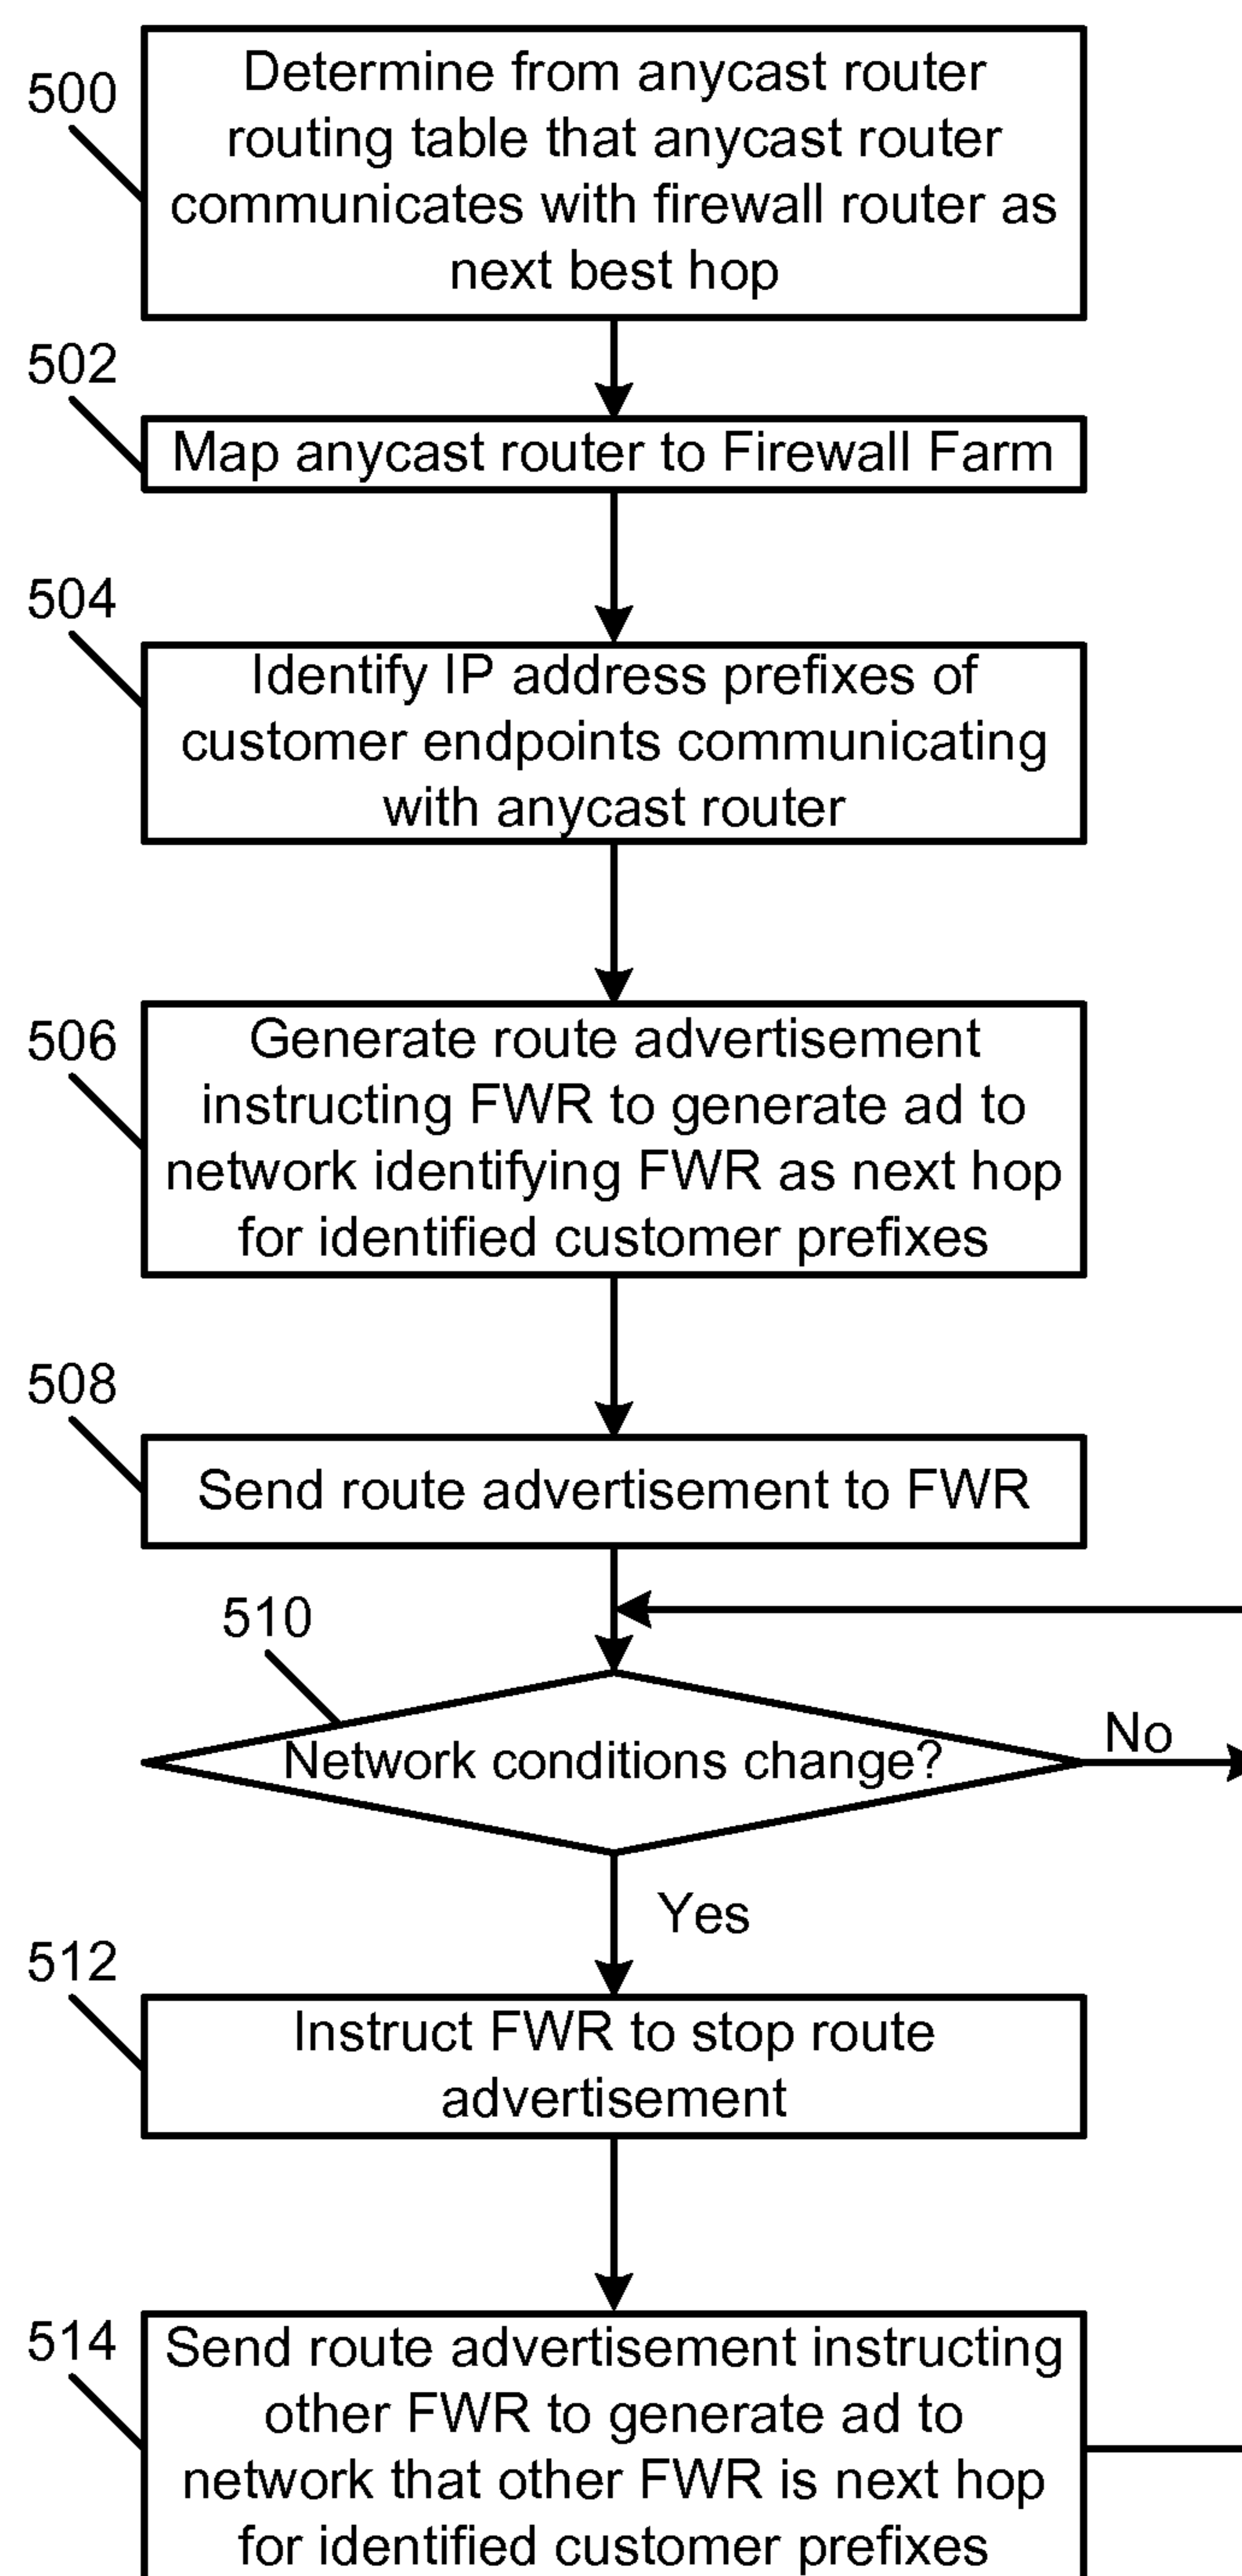 500
Determine from anycast router
routing table that anycast router
communicates with firewall router as
next best hop
502
Map anycast router to Firewall Farm
504
Identify IP address prefixes of
customer endpoints communicating
with anycast router
506
Generate route advertisement
instructing FWR to generate ad to
network identifying FWR as next hop
for identified customer prefixes
508
Send route advertisement to FWR
510
Network conditions change?
No
Yes
512
Instruct FWR to stop route
advertisement
514
Send route advertisement instructing
other FWR to generate ad to
network that other FWR is next hop
for identified customer prefixes